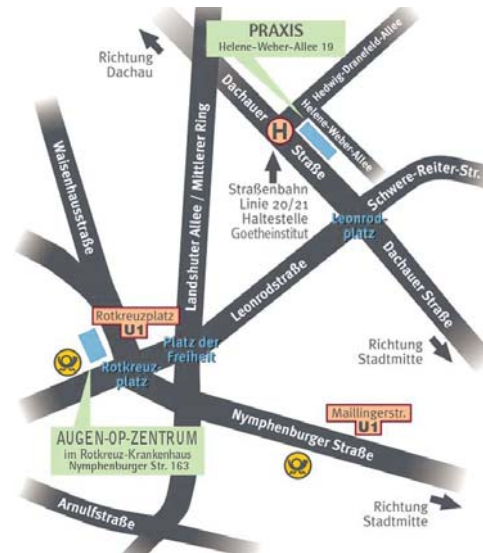 PRAXIS
Helene-Weber-Allee 19
Richtung
Dachau
Hedwig-Dranefeld-Allee
Helene-Weber-Allee
Dachauer
Straße
H
Straßenbahn
Linie 20/21
Haltestelle
Goetheinstitut
Schwere-Reiter-Str.
Leonrod-
platz
Waisenhausstraße
Landshuter Allee / Mittlerer Ring
Leonrodstraße
Dachauer Straße
Rotkreuzplatz
U1
Platz der
Freiheit
Rotkreuz-
platz
Richtung
Stadtmitte
Maillingerstr.
U1
Nymphenburger Straße
AUGEN-OP-ZENTRUM
im Rotkreuz-Krankenhaus
Nymphenburger Str. 163
Arnulfstraße
Richtung
Stadtmitte